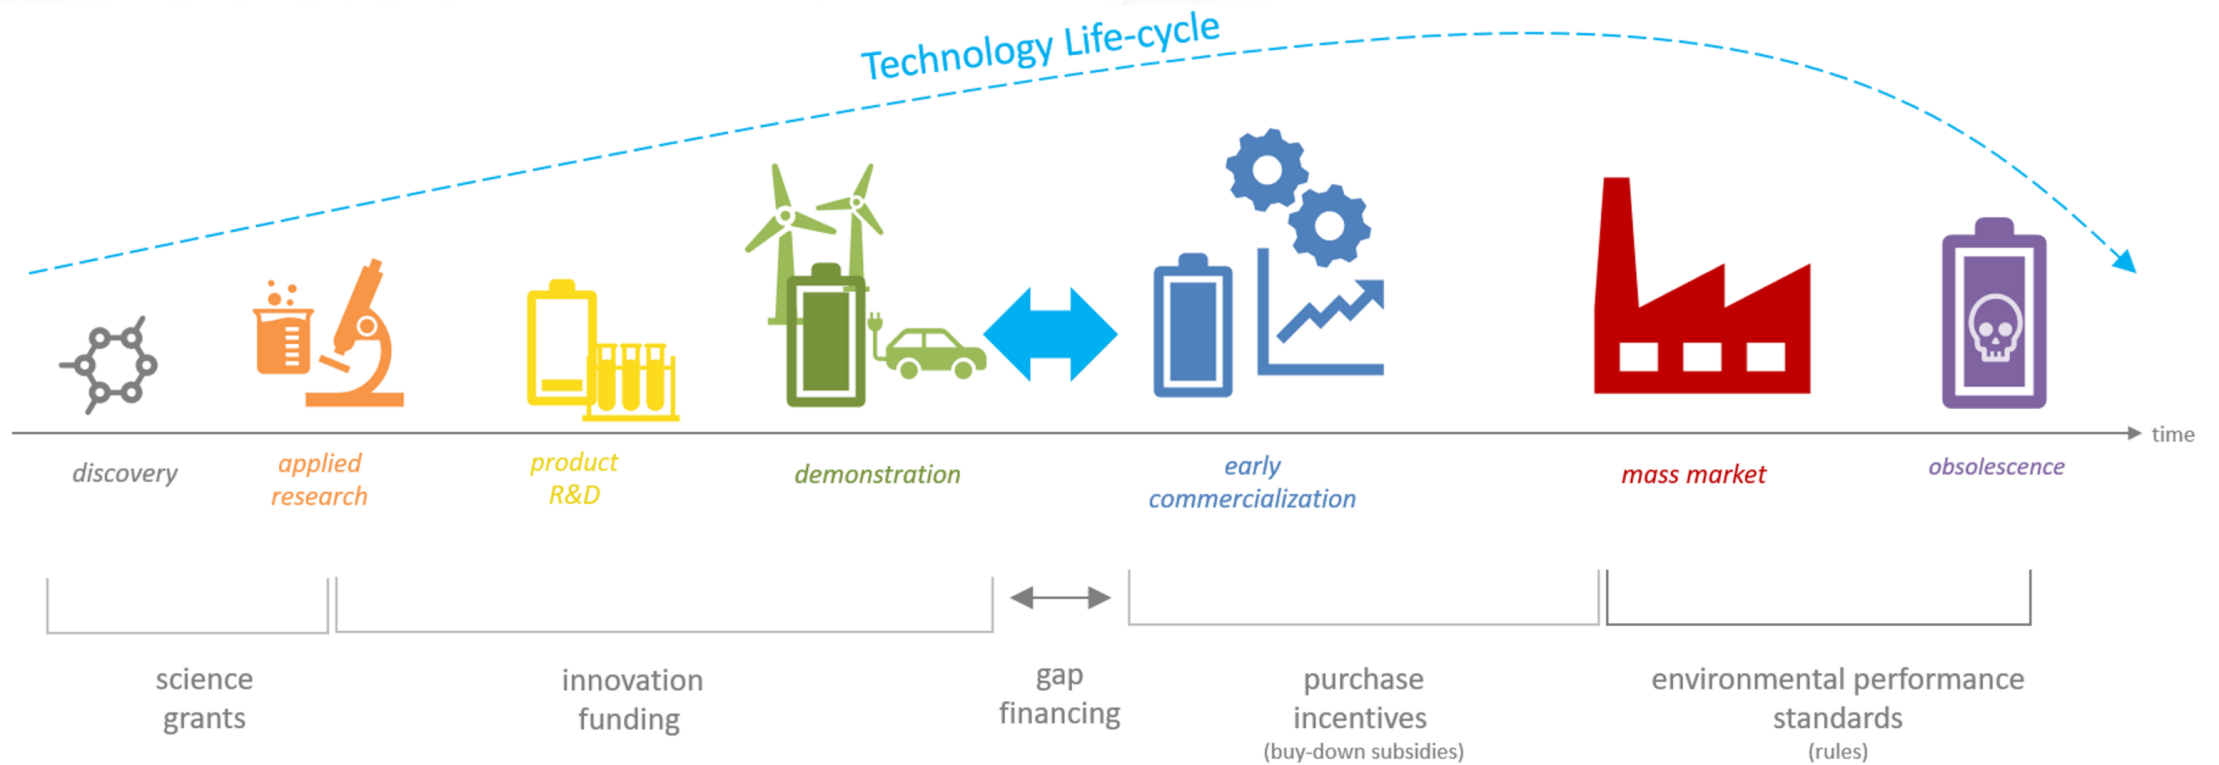 Technology Life-cycle
time
discovery
applied
research
product
R&D
demonstration
early
commercialization
mass market
obsolescence
science
grants
innovation
funding
gap
financing
purchase
incentives
(buy-down subsidies)
environmental performance
standards
(rules)